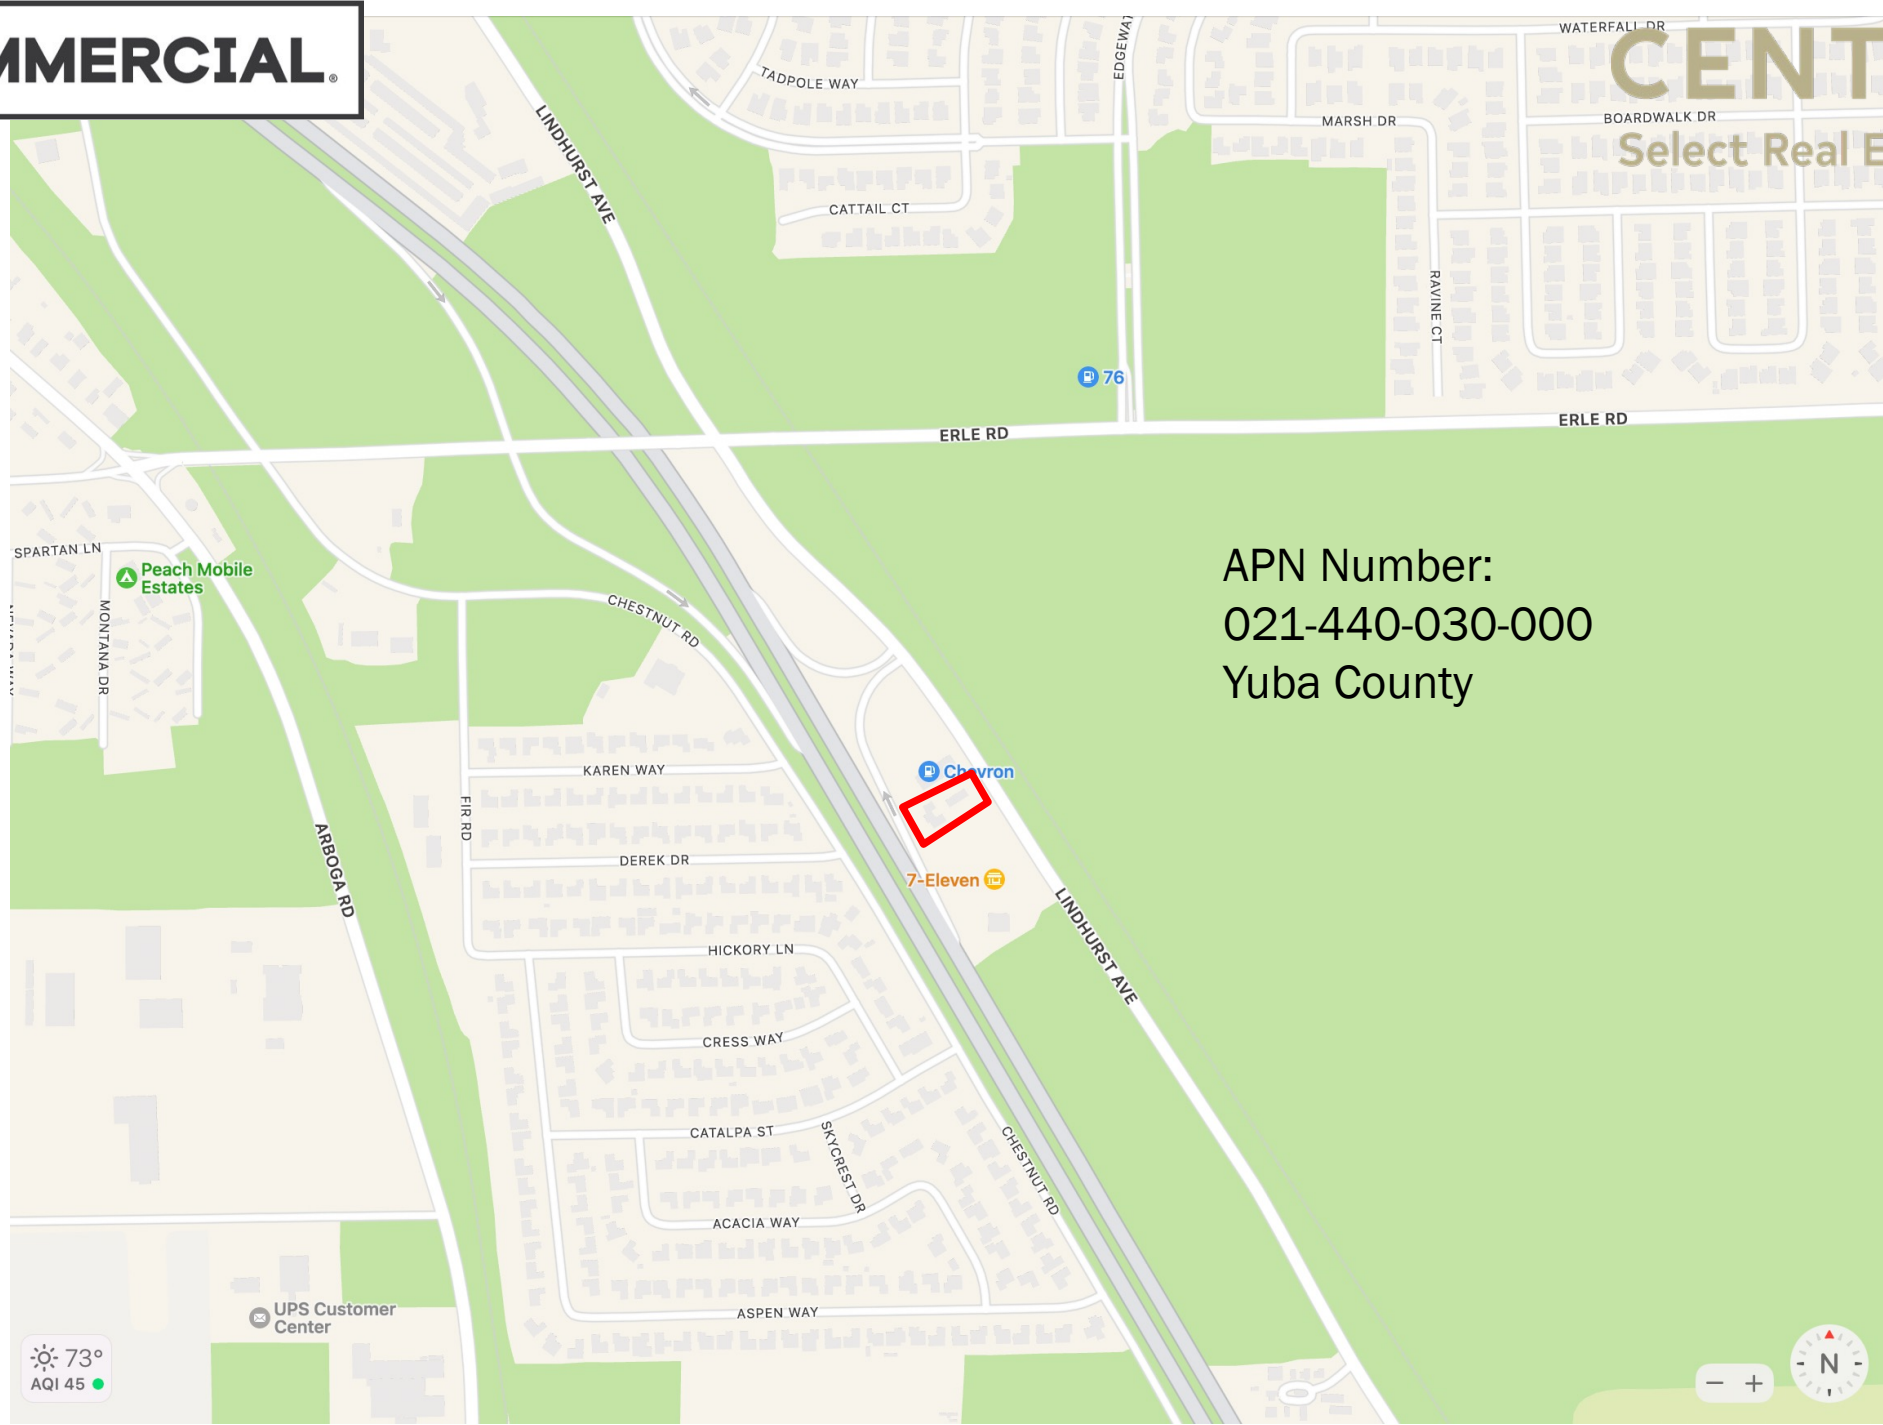 MMERCIAL®
CENT
Select Real E
WATERFALL DR
EDGEWAT
TADPOLE WAY
LINDHURST AVE
MARSH DR
BOARDWALK DR
CATTAIL CT
RAVINE CT
76
ERLE RD
ERLE RD
SPARTAN LN
Peach Mobile
Estates
MONTANA DR
CHESTNUT RD
APN Number:
021-440-030-000
Yuba County
KAREN WAY
Chevron
FIR RD
ARBOGA RD
DEREK DR
7-Eleven
LINDHURST AVE
HICKORY LN
CRESS WAY
CATALPA ST
SKYCREST DR
CHESTNUT RD
ACACIA WAY
UPS Customer
Center
ASPEN WAY
73°
AQI 45
− +
N